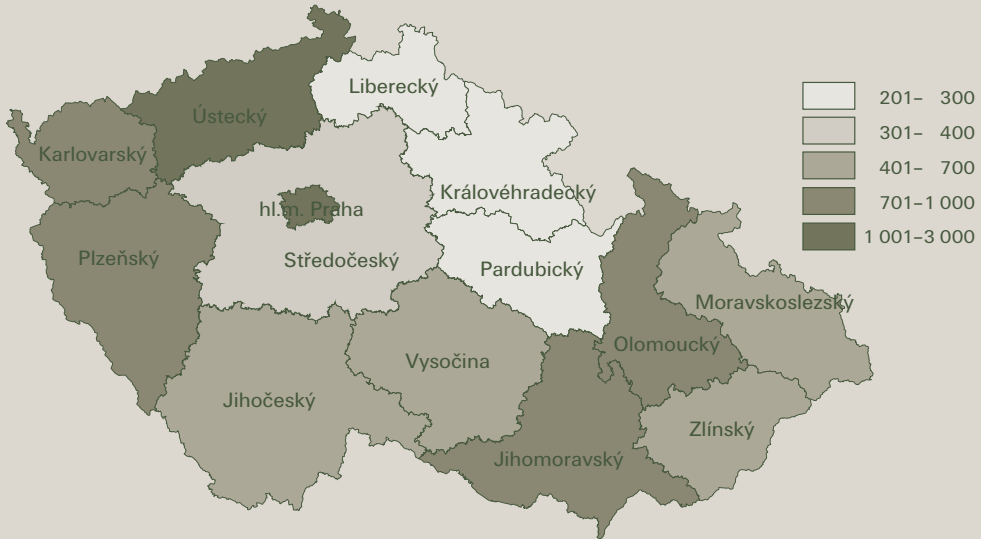 Liberecký
Ústecký
Karlovarský
Královéhradecký
hl.m. Praha
Středočeský
Plzeňský
Pardubický
Moravskoslezský
Olomoucký
Vysočina
Jihočeský
Zlínský
Jihomoravský
201– 300
301– 400
401– 700
701–1 000
1 001–3 000